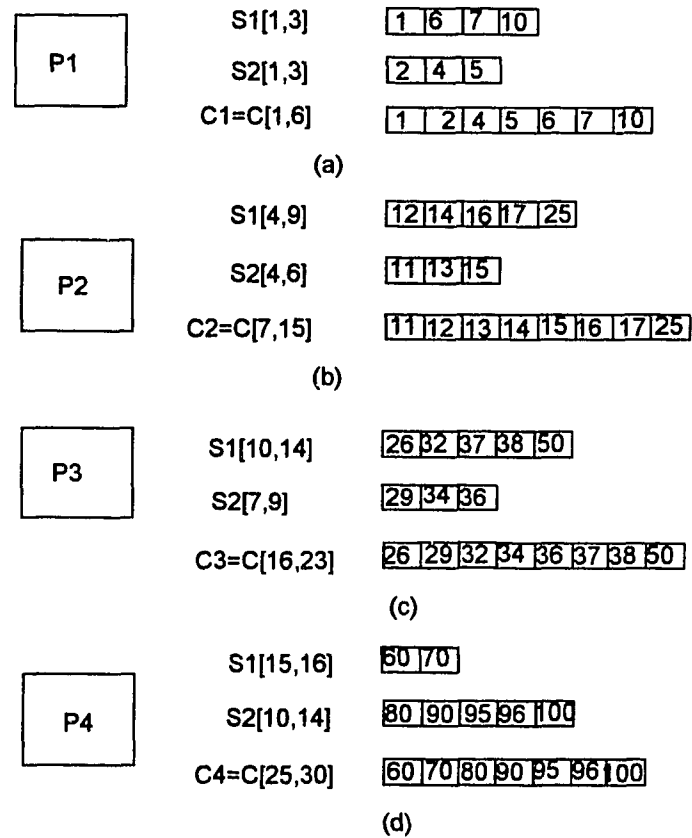 S1[1,3] 1 6 7 10
P1
S2[1,3] 2 4 5
C1=C[1,6] 1 2 4 5 6 7 10
(a)
S1[4,9] 12 14 16 17 25
P2
S2[4,6] 11 13 15
C2=C[7,15] 11 12 13 14 15 16 17 25
(b)
P3
S1[10,14] 26 32 37 38 50
S2[7,9] 29 34 36
C3=C[16,23] 26 29 32 34 36 37 38 50
(c)
S1[15,16] 60 70
P4
S2[10,14] 80 90 95 96 100
C4=C[25,30] 60 70 80 90 95 96 100
(d)